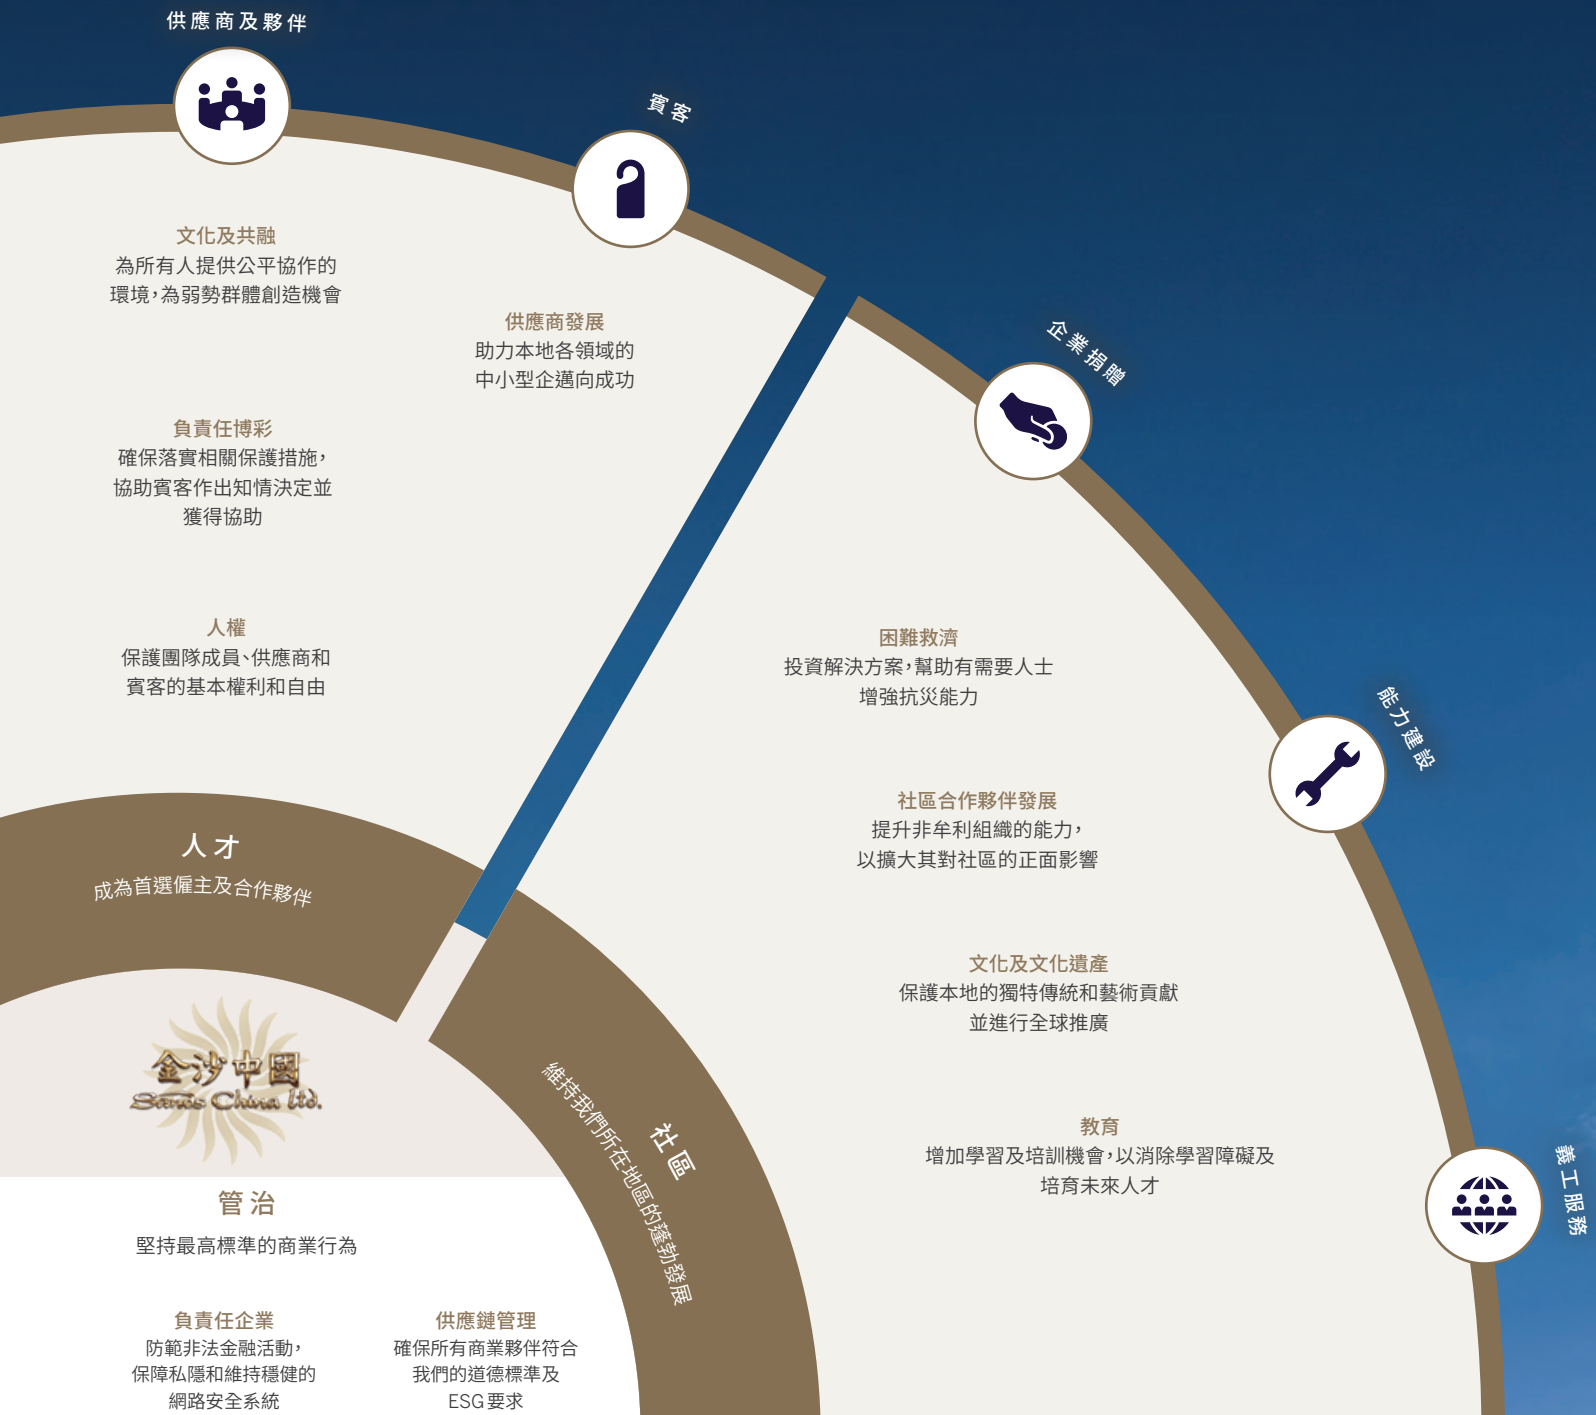 供應商及夥伴
賓客
文化及共融
為所有人提供公平協作的
環境，為弱勢群體創造機會
供應商發展
助力本地各領域的
中小型企邁向成功
負責任博彩
確保落實相關保護措施，
協助賓客作出知情決定並
獲得協助
人權
保護團隊成員、供應商和
賓客的基本權利和自由
人才
成為首選僱主及合作夥伴
企業捐贈
能力建設
義工服務
困難救濟
投資解決方案，幫助有需要人士
增強抗災能力
社區合作夥伴發展
提升非牟利組織的能力，
以擴大其對社區的正面影響
文化及文化遺產
保護本地的獨特傳統和藝術貢獻
並進行全球推廣
教育
增加學習及培訓機會，以消除學習障礙及
培育未來人才
社區
維持我們所在地區的蓬勃發展
金沙中國
Sands China Ltd.
管治
堅持最高標準的商業行為
負責任企業
防範非法金融活動，
保障私隱和維持穩健的
網路安全系統
供應鏈管理
確保所有商業夥伴符合
我們的道德標準及
ESG要求